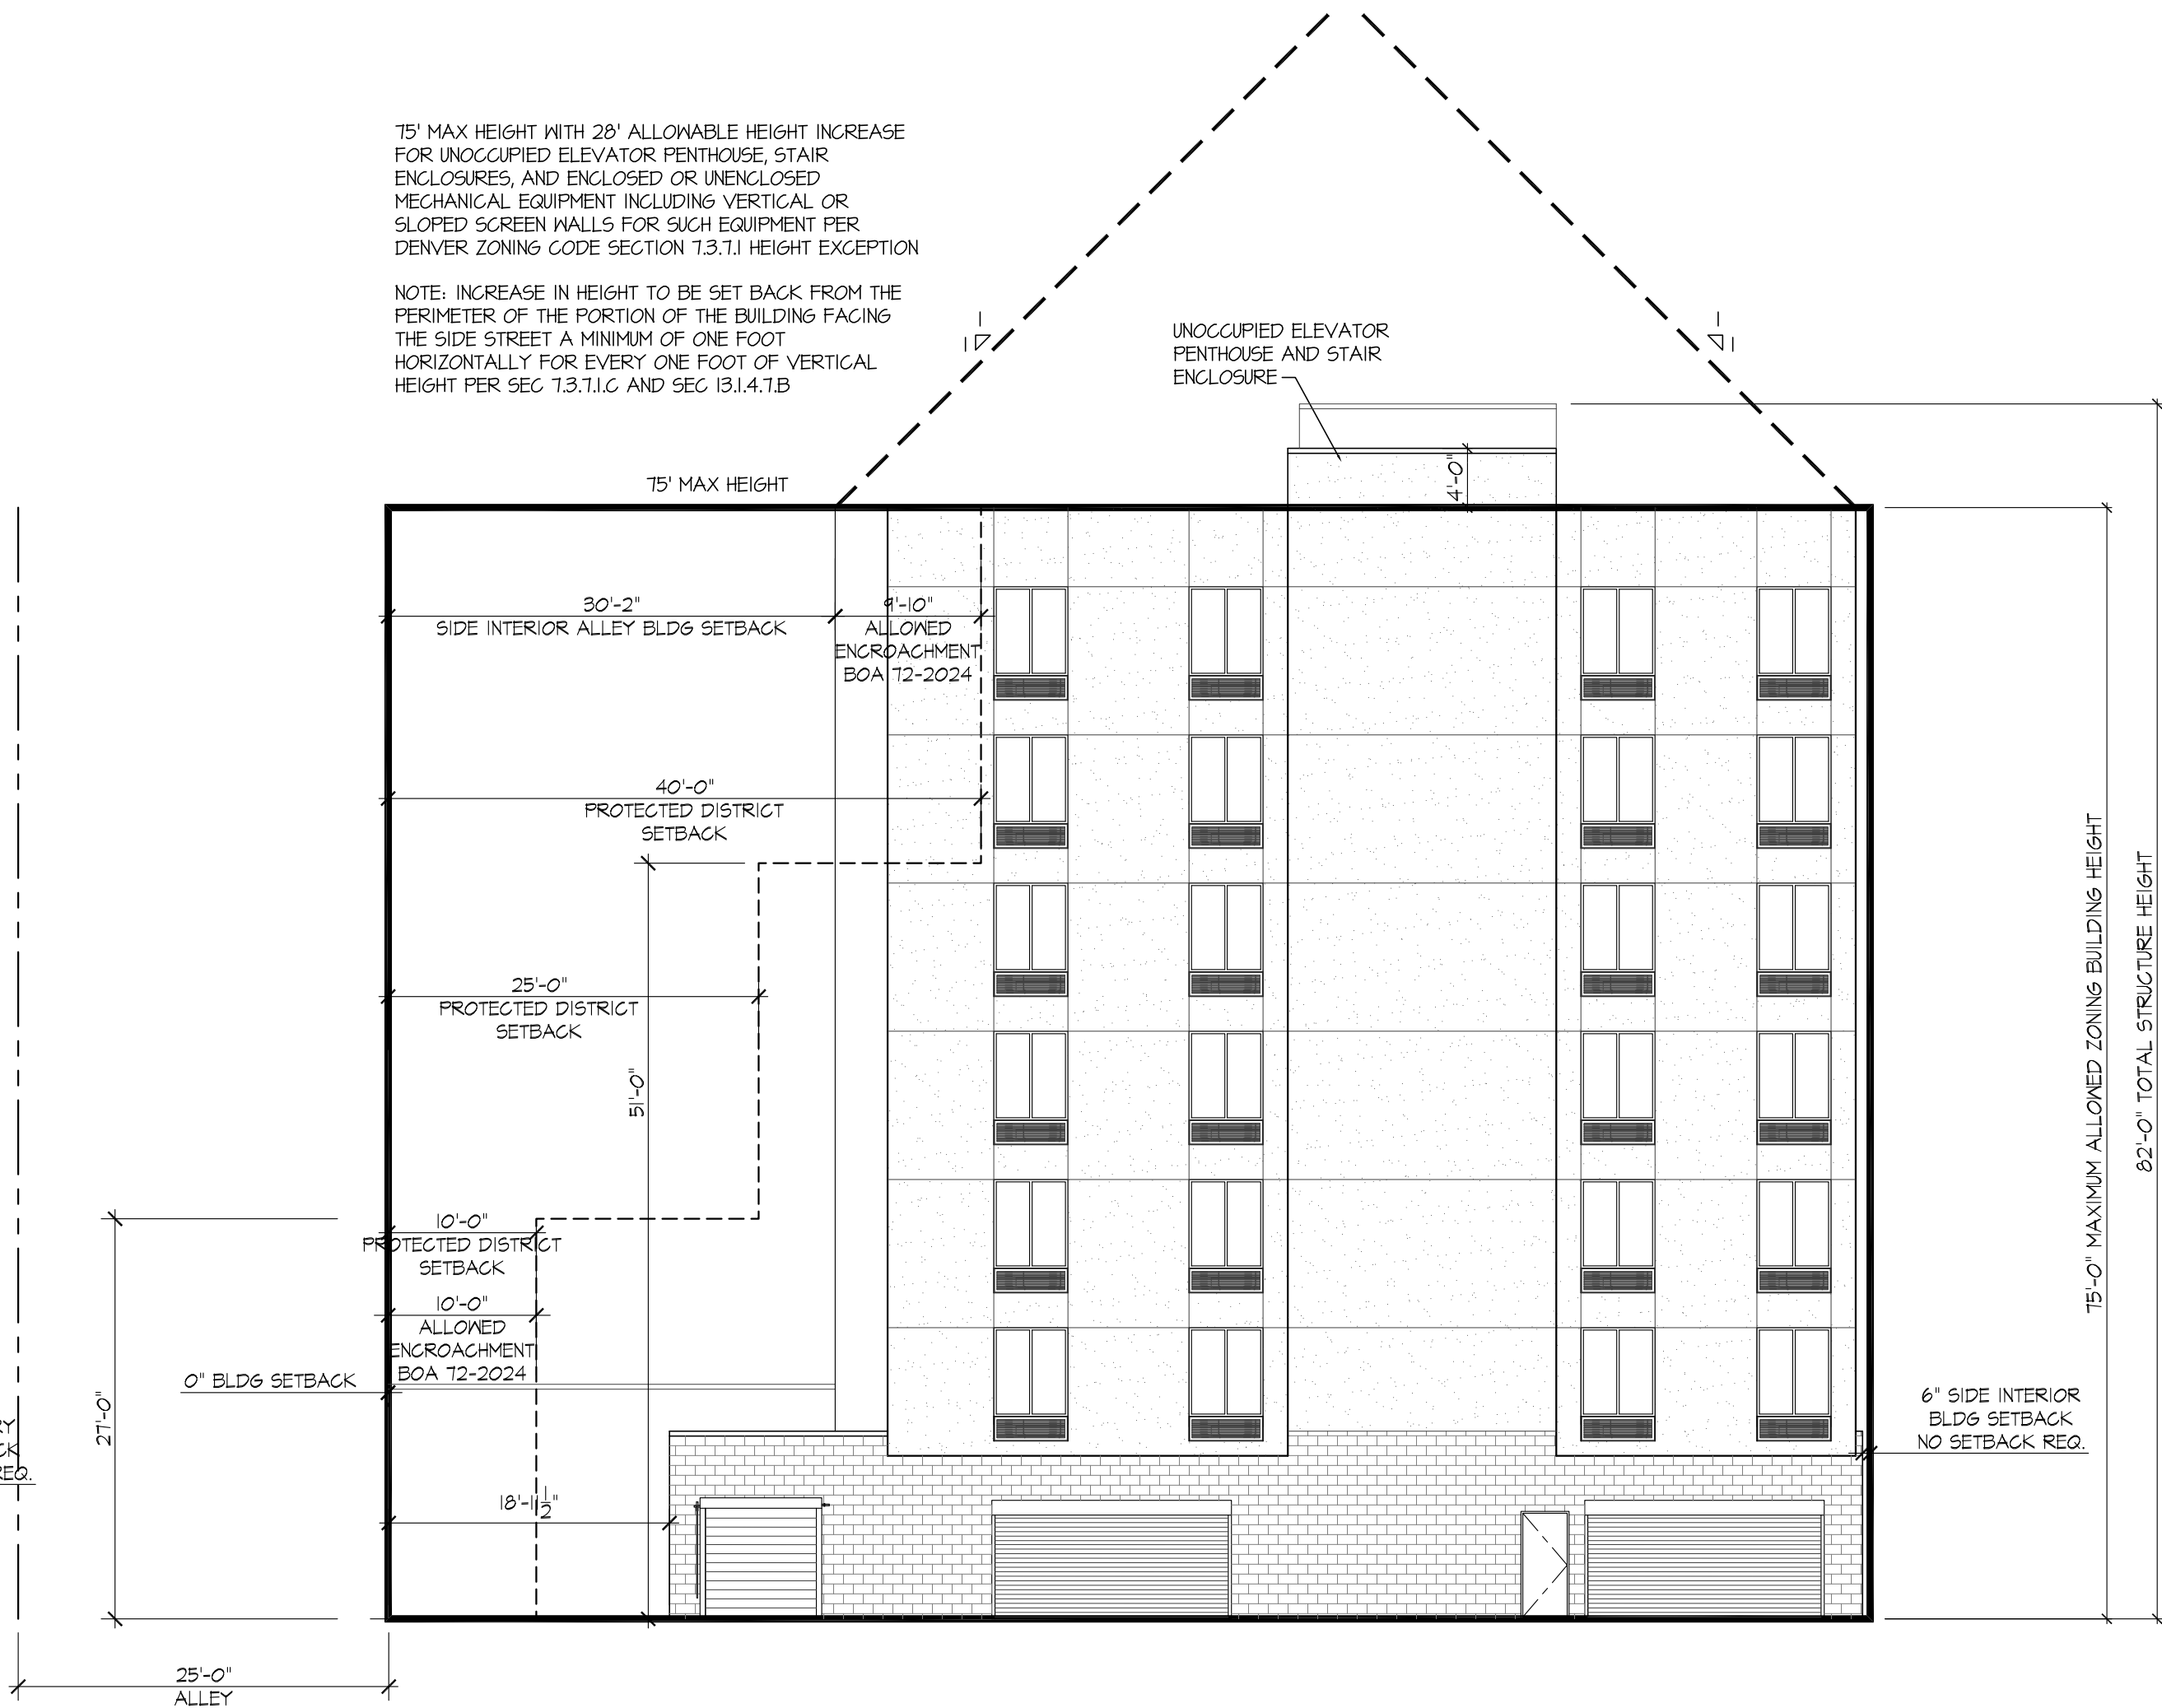 75' MAX HEIGHT WITH 28' ALLOWABLE HEIGHT INCREASE
FOR UNOCCUPIED ELEVATOR PENTHOUSE, STAIR
ENCLOSURES, AND ENCLOSED OR UNENCLOSED
MECHANICAL EQUIPMENT INCLUDING VERTICAL OR
SLOPED SCREEN WALLS FOR SUCH EQUIPMENT PER
DENVER ZONING CODE SECTION 7.3.7.1 HEIGHT EXCEPTION
NOTE: INCREASE IN HEIGHT TO BE SET BACK FROM THE
PERIMETER OF THE PORTION OF THE BUILDING FACING
THE SIDE STREET A MINIMUM OF ONE FOOT
HORIZONTALLY FOR EVERY ONE FOOT OF VERTICAL
HEIGHT PER SEC 7.3.7.1.C AND SEC 13.1.4.7.B
1
1
1
1
UNOCCUPIED ELEVATOR
PENTHOUSE AND STAIR
ENCLOSURE
4'-0"
75' MAX HEIGHT
30'-2"
SIDE INTERIOR ALLEY BLDG SETBACK
9'-10"
ALLOWED
ENCROACHMENT
BOA 72-2024
40'-0"
PROTECTED DISTRICT
SETBACK
25'-0"
PROTECTED DISTRICT
SETBACK
51'-0"
10'-0"
PROTECTED DISTRICT
SETBACK
10'-0"
ALLOWED
ENCROACHMENT
BOA 72-2024
0" BLDG SETBACK
27'-0"
REQ.
18'-11 1/2"
25'-0"
ALLEY
6" SIDE INTERIOR
BLDG SETBACK
NO SETBACK REQ.
75'-0" MAXIMUM ALLOWED ZONING BUILDING HEIGHT
82'-0" TOTAL STRUCTURE HEIGHT